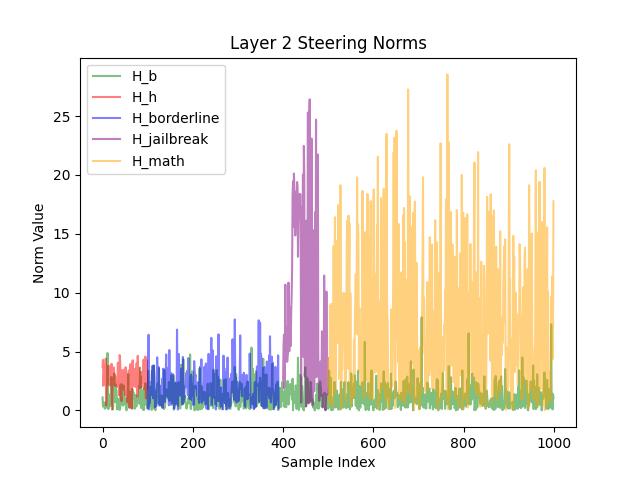 Layer 2 Steering Norms
H_b
H_h
H_borderline
H_jailbreak
H_math
Norm Value
25
20
15
10
5
0
0 200 400 600 800 1000
Sample Index